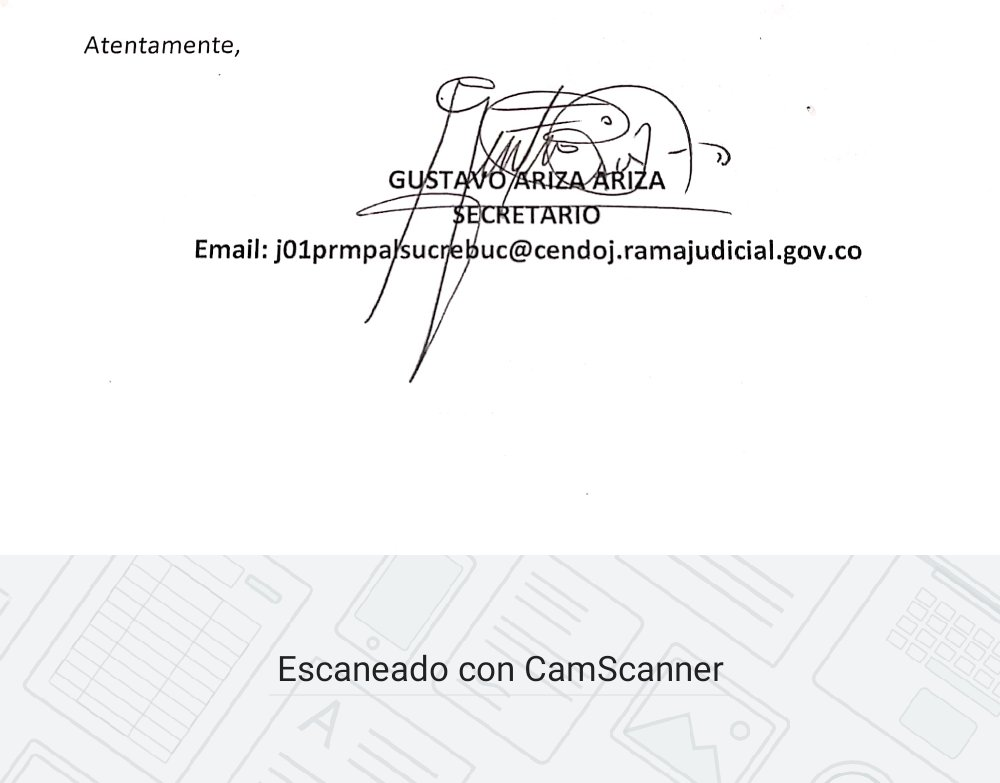 Atentamente,
GUSTAVO ARIZA ARIZA
SECRETARIO
Email: j01prmpalsucrebuc@cendoj.ramajudicial.gov.co
Escaneado con CamScanner